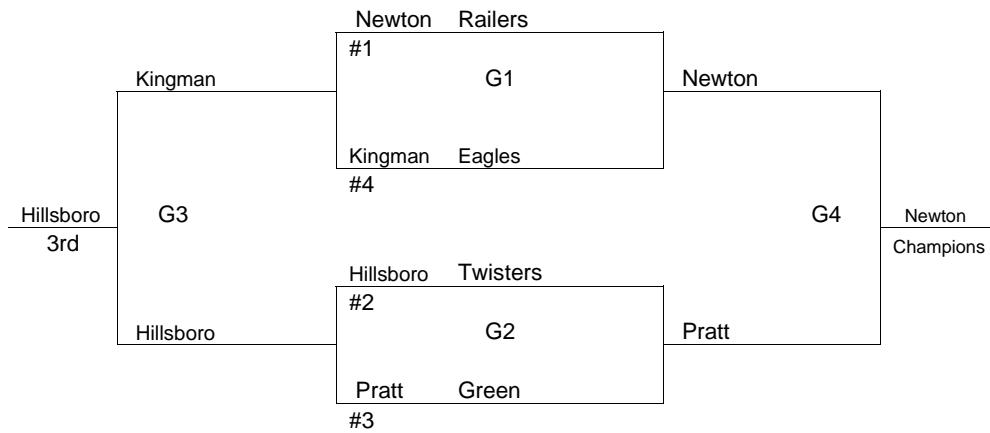 Newton Railers
#1
Kingman G1 Newton
Kingman Eagles
#4
Hillsboro G3 G4 Newton
3rd Champions
Hillsboro Twisters
#2
Hillsboro G2 Pratt
Pratt Green
#3